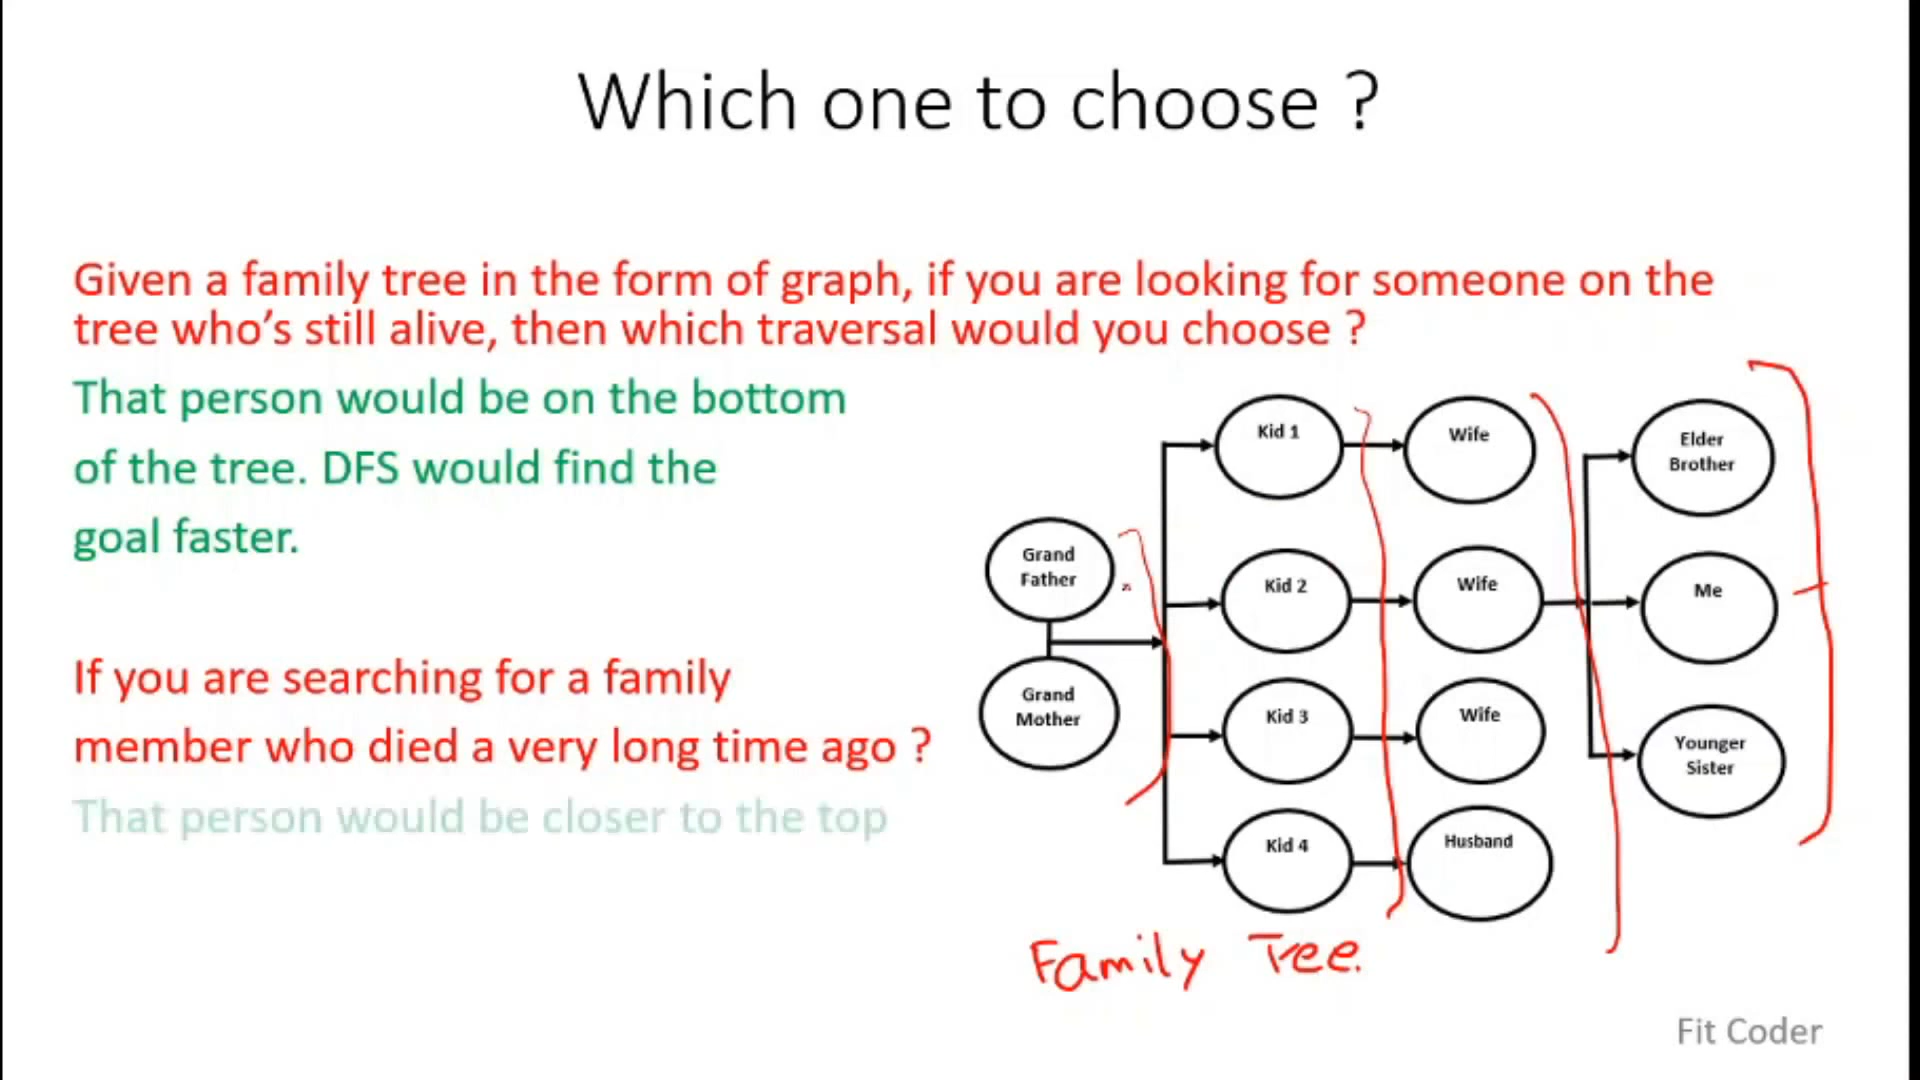 Which one to choose ?
Given a family tree in the form of graph, if you are looking for someone on the
tree who’s still alive, then which traversal would you choose ?
That person would be on the bottom
of the tree. DFS would find the
goal faster.
If you are searching for a family
member who died a very long time ago ?
That person would be closer to the top
Grand
Father
Grand
Mother
Kid 1
Wife
Kid 2
Wife
Kid 3
Wife
Kid 4
Husband
Elder
Brother
Me
Younger
Sister
Family Tree.
Fit Coder